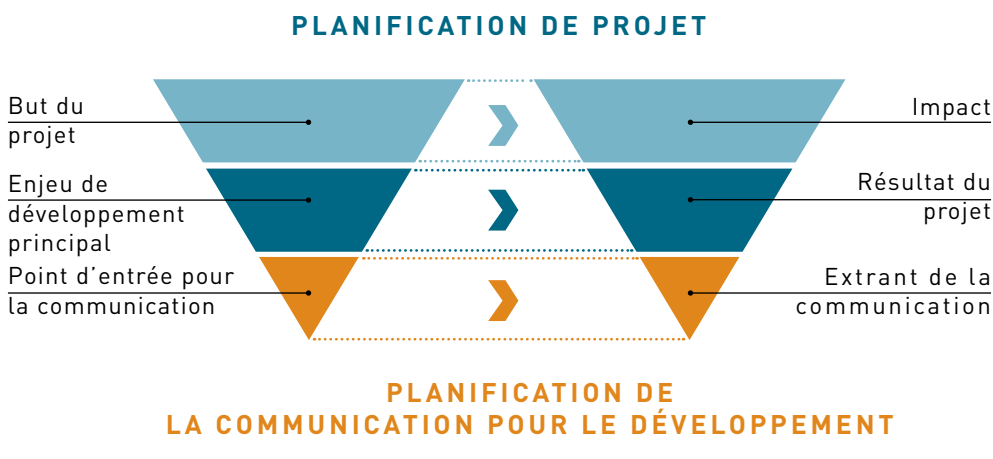 PLANIFICATION DE PROJET
But du
projet
Impact
Enjeu de
développement
principal
Résultat du
projet
Point d'entrée pour
la communication
Extrant de la
communication
PLANIFICATION DE
LA COMMUNICATION POUR LE DÉVELOPPEMENT